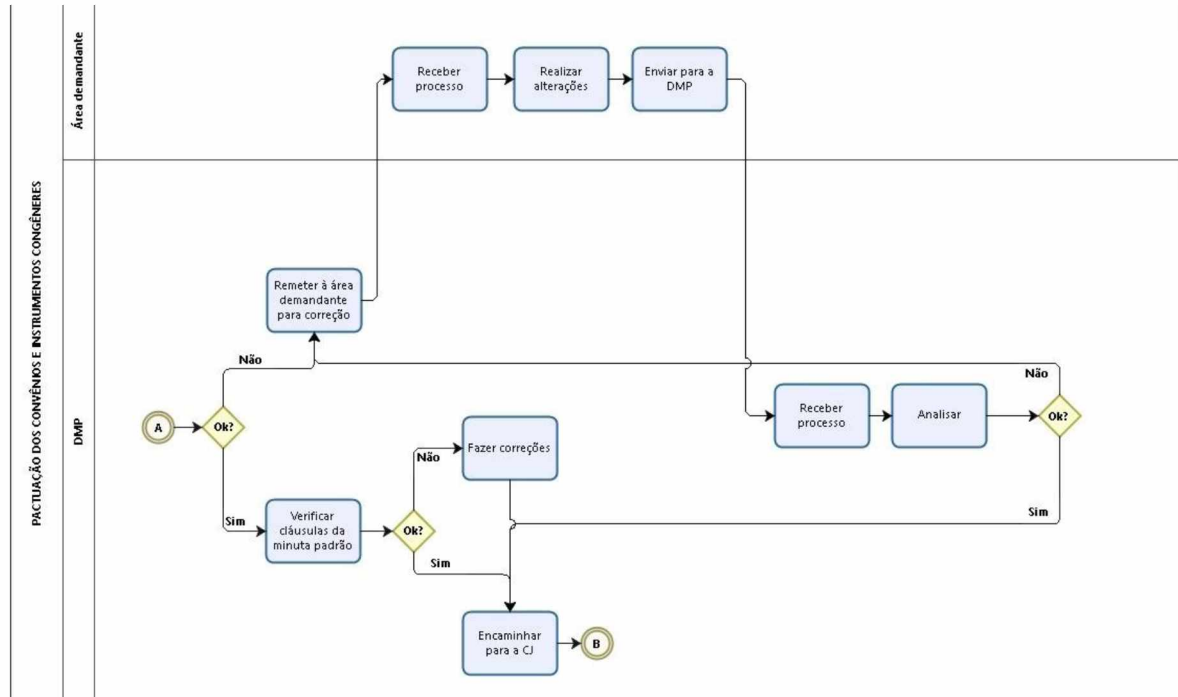 PACTUAÇÃO DOS CONVÊNIOS E INSTRUMENTOS CONGÊNERES
Área demandante
Receber
processo
Realizar
alterações
Enviar para a
DMP
DMP
Remeter à área
demandante
para correção
Não
Não
A
Ok?
Receber
processo
Analisar
Ok?
Não
Fazer correções
Sim
Verificar
cláusulas da
minuta padrão
Ok?
Sim
Sim
Encaminhar
para a CJ
B